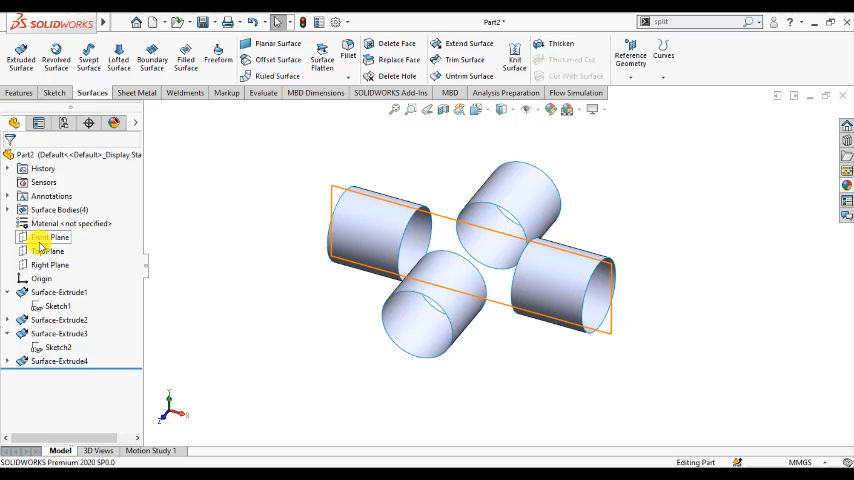 SOLIDWORKS
Part2 *
split
Extruded Surface
Revolved Surface
Swept Surface
Lofted Surface
Boundary Surface
Filled Surface
Freeform
Planar Surface
Offset Surface
Ruled Surface
Surface Flatten
Fillet
Delete Face
Replace Face
Delete Hole
Extend Surface
Trim Surface
Untrim Surface
Knit Surface
Thicken
Thickened Cut
Cut With Surface
Reference Geometry
Curves
Features
Sketch
Surfaces
Sheet Metal
Weldments
Markup
Evaluate
MBD Dimensions
SOLIDWORKS Add-Ins
MBD
Analysis Preparation
Flow Simulation
Part2 (Default<<Default>_Display Sta
History
Sensors
Annotations
Surface Bodies(4)
Material <not specified>
Front Plane
Top Plane
Right Plane
Origin
Surface-Extrude1
Sketch1
Surface-Extrude2
Surface-Extrude3
Sketch2
Surface-Extrude4
Y
X
Z
Model
3D Views
Motion Study 1
SOLIDWORKS Premium 2020 SP0.0
Editing Part
MMGS